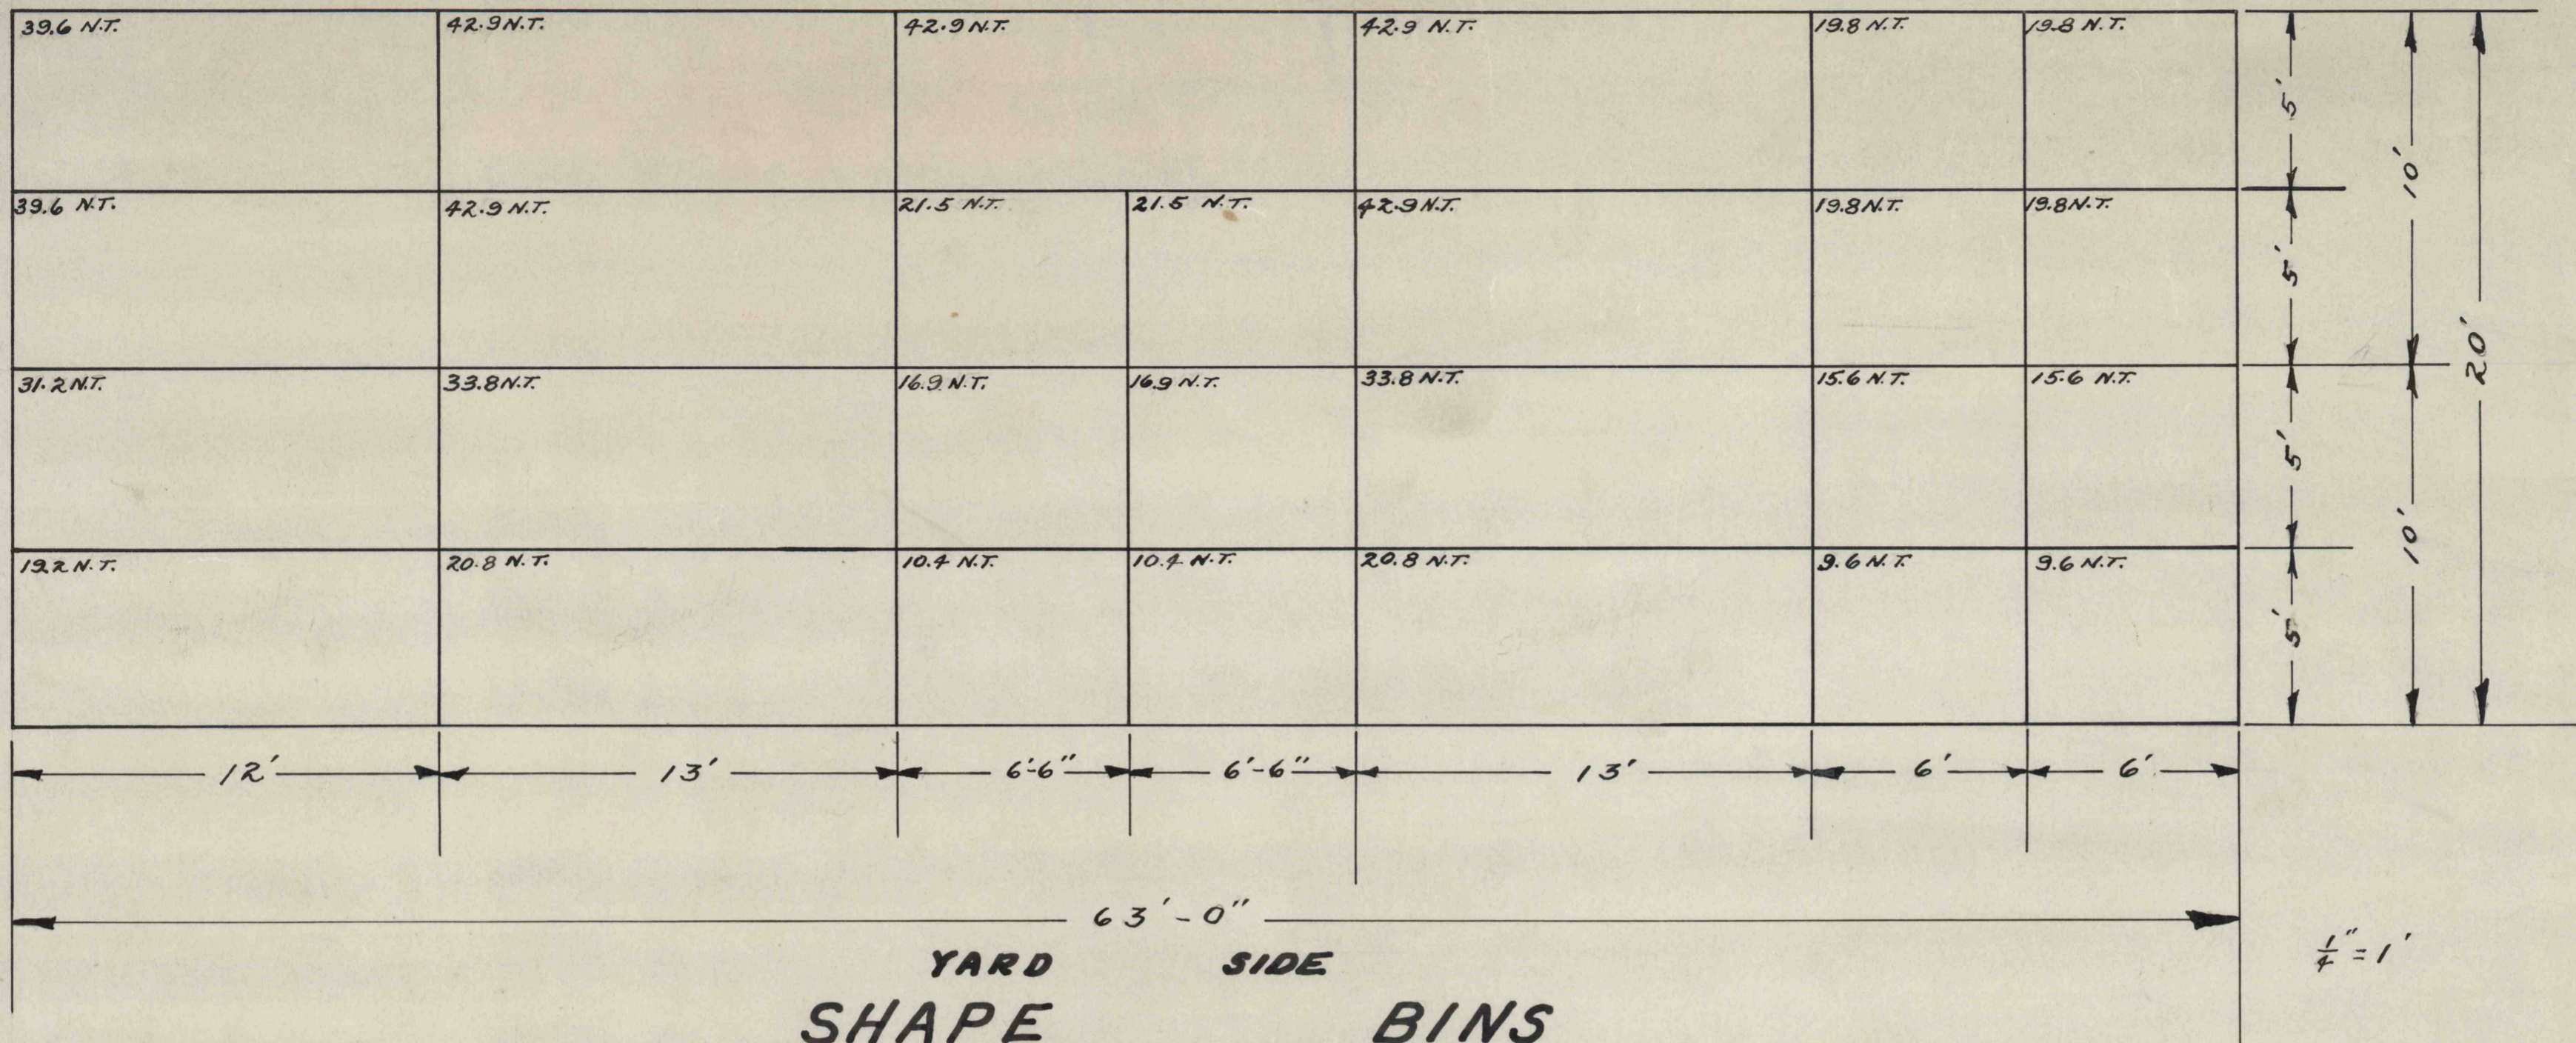 39.6 N.T. 42.9 N.T. 42.9 N.T. 42.9 N.T. 19.8 N.T. 19.8 N.T.
5'
10'
39.6 N.T. 42.9 N.T. 21.5 N.T. 21.5 N.T. 42.9 N.T. 19.8 N.T. 19.8 N.T.
5'
20'
31.2 N.T. 33.8 N.T. 16.9 N.T. 16.9 N.T. 33.8 N.T. 15.6 N.T. 15.6 N.T.
5'
10'
19.2 N.T. 20.8 N.T. 10.4 N.T. 10.4 N.T. 20.8 N.T. 9.6 N.T. 9.6 N.T.
5'
12' 13' 6'-6" 6'-6" 13' 6' 6'
63'-0"
YARD SIDE
1/4" = 1'
SHAPE BINS